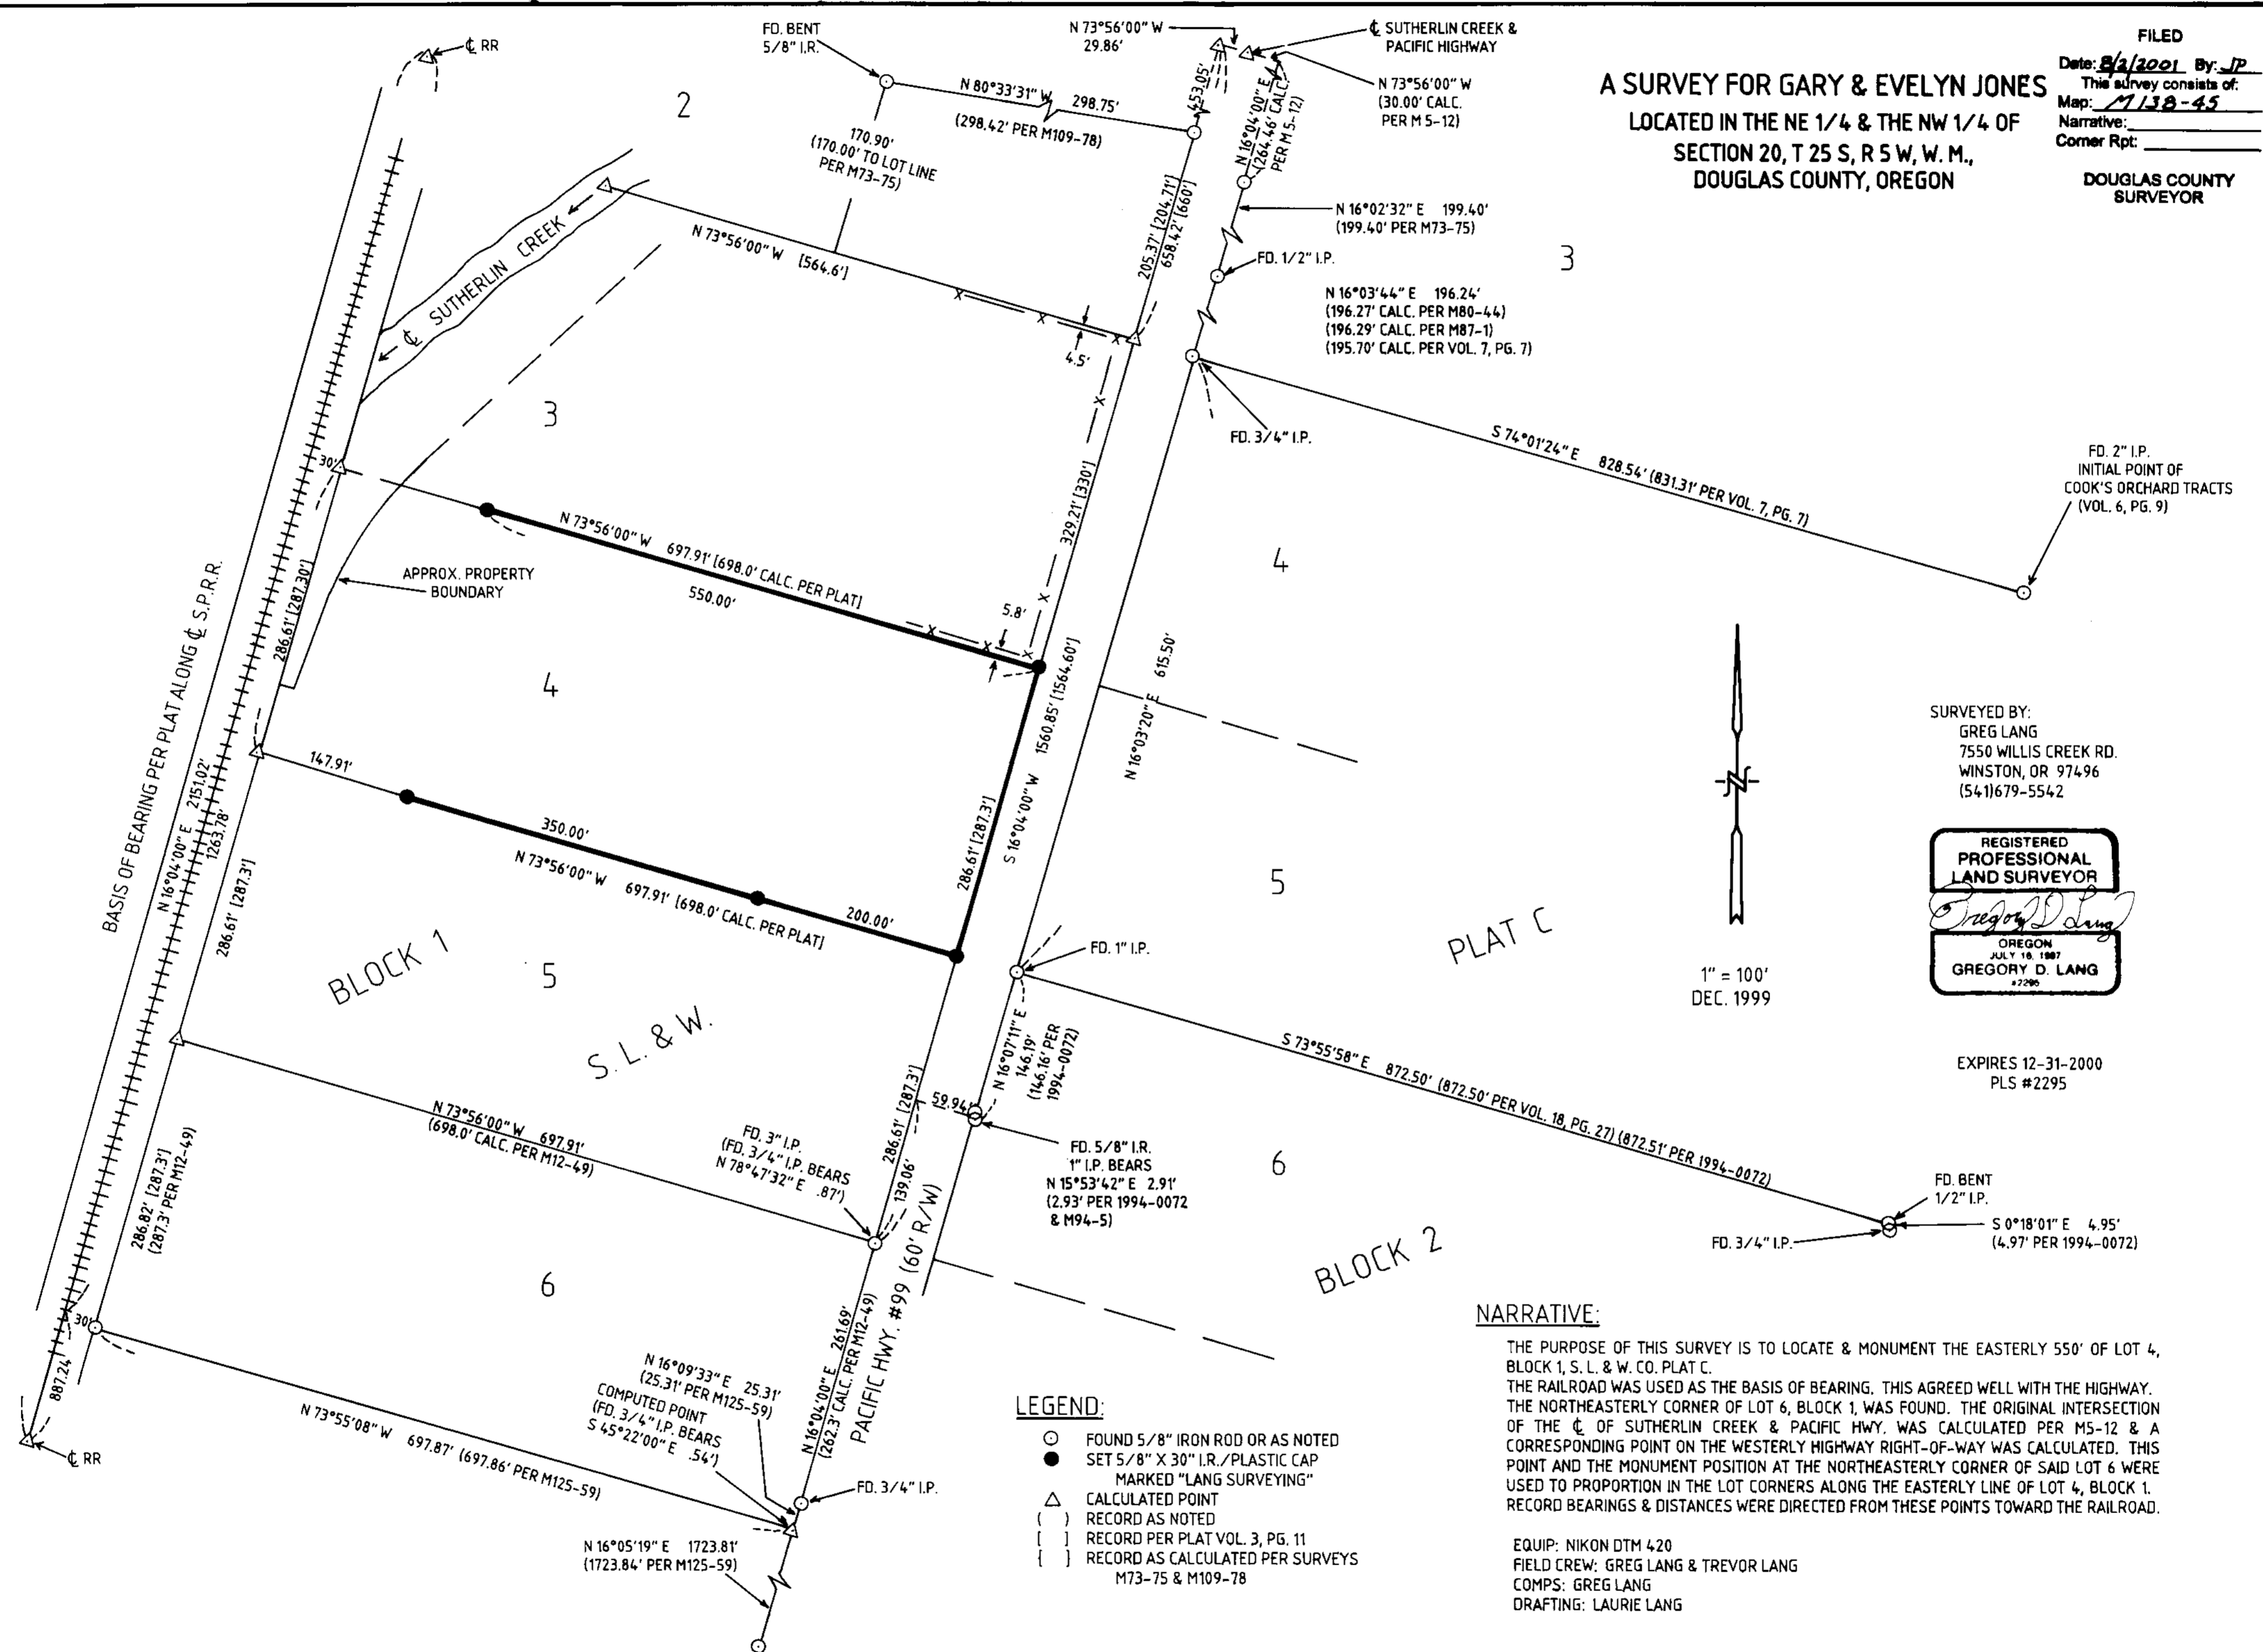 FILED
Date: 8/2/2001 By: JP
This survey consists of:
Map: M138-45
Narrative:
Corner Rpt:
DOUGLAS COUNTY
SURVEYOR
A SURVEY FOR GARY & EVELYN JONES
LOCATED IN THE NE 1/4 & THE NW 1/4 OF
SECTION 20, T 25 S, R 5 W, W. M.,
DOUGLAS COUNTY, OREGON
℄ RR
FD. BENT
5/8" I.R.
N 73°56'00" W
29.86'
℄ SUTHERLIN CREEK &
PACIFIC HIGHWAY
N 73°56'00" W
(30.00' CALC.
PER M 5-12)
2
N 80°33'31" W 298.75'
(298.42' PER M109-78)
453.05'
N 16°04'00" E
(264.46' CALC.
PER M 5-12)
170.90'
(170.00' TO LOT LINE
PER M73-75)
N 16°02'32" E 199.40'
(199.40' PER M73-75)
3
205.37' {204.71'}
658.42' [660']
N 73°56'00" W [564.6']
℄ SUTHERLIN CREEK
FD. 1/2" I.P.
N 16°03'44" E 196.24'
(196.27' CALC. PER M80-44)
(196.29' CALC. PER M87-1)
(195.70' CALC. PER VOL. 7, PG. 7)
4.5'
3
FD. 3/4" I.P.
S 74°01'24" E 828.54' (831.31' PER VOL. 7, PG. 7)
FD. 2" I.P.
INITIAL POINT OF
COOK'S ORCHARD TRACTS
(VOL. 6, PG. 9)
30'
329.21' [330']
N 73°56'00" W 697.91' [698.0' CALC. PER PLAT]
550.00'
4
APPROX. PROPERTY
BOUNDARY
286.61' [287.30']
5.8'
BASIS OF BEARING PER PLAT ALONG ℄ S.P.R.R.
N 16°04'00" E 2151.02'
1263.78'
4
S 16°04'00" W 1560.85' [1564.60']
N 16°03'20" E 615.50'
SURVEYED BY:
GREG LANG
7550 WILLIS CREEK RD.
WINSTON, OR 97496
(541)679-5542
147.91'
350.00'
N 73°56'00" W 697.91' [698.0' CALC. PER PLAT]
200.00'
286.61' [287.3']
286.61' [287.3']
N
REGISTERED
PROFESSIONAL
LAND SURVEYOR
Gregory D Lang
OREGON
JULY 16, 1987
GREGORY D. LANG
#2295
5
PLAT C
BLOCK 1
5
FD. 1" I.P.
1" = 100'
DEC. 1999
S. L. & W.
N 16°07'11" E
146.19'
(146.16' PER
1994-0072)
S 73°55'58" E 872.50' (872.50' PER VOL. 18, PG. 27) (872.51' PER 1994-0072)
EXPIRES 12-31-2000
PLS #2295
286.61' [287.3']
59.94'
139.06'
N 73°56'00" W 697.91'
(698.0' CALC. PER M12-49)
FD. 3" I.P.
(FD. 3/4" I.P. BEARS
N 78°47'32" E .87')
FD. 5/8" I.R.
1" I.P. BEARS
N 15°53'42" E 2.91'
(2.93' PER 1994-0072
& M94-5)
6
FD. BENT
1/2" I.P.
FD. 3/4" I.P.
S 0°18'01" E 4.95'
(4.97' PER 1994-0072)
286.82' [287.3']
(287.3' PER M12-49)
BLOCK 2
6
30'
887.24'
℄ RR
N 73°55'08" W 697.87' (697.86' PER M125-59)
N 16°04'00" E 261.69'
(262.3' CALC. PER M12-49)
PACIFIC HWY. #99 (60' R/W)
N 16°09'33" E 25.31'
(25.31' PER M125-59)
COMPUTED POINT
(FD. 3/4" I.P. BEARS
S 45°22'00" E .54')
FD. 3/4" I.P.
N 16°05'19" E 1723.81'
(1723.84' PER M125-59)
LEGEND:
FOUND 5/8" IRON ROD OR AS NOTED
SET 5/8" X 30" I.R./PLASTIC CAP
MARKED "LANG SURVEYING"
CALCULATED POINT
( ) RECORD AS NOTED
[ ] RECORD PER PLAT VOL. 3, PG. 11
{ } RECORD AS CALCULATED PER SURVEYS
M73-75 & M109-78
NARRATIVE:
THE PURPOSE OF THIS SURVEY IS TO LOCATE & MONUMENT THE EASTERLY 550' OF LOT 4,
BLOCK 1, S. L. & W. CO. PLAT C.
THE RAILROAD WAS USED AS THE BASIS OF BEARING. THIS AGREED WELL WITH THE HIGHWAY.
THE NORTHEASTERLY CORNER OF LOT 6, BLOCK 1, WAS FOUND. THE ORIGINAL INTERSECTION
OF THE ℄ OF SUTHERLIN CREEK & PACIFIC HWY. WAS CALCULATED PER M5-12 & A
CORRESPONDING POINT ON THE WESTERLY HIGHWAY RIGHT-OF-WAY WAS CALCULATED. THIS
POINT AND THE MONUMENT POSITION AT THE NORTHEASTERLY CORNER OF SAID LOT 6 WERE
USED TO PROPORTION IN THE LOT CORNERS ALONG THE EASTERLY LINE OF LOT 4, BLOCK 1.
RECORD BEARINGS & DISTANCES WERE DIRECTED FROM THESE POINTS TOWARD THE RAILROAD.
EQUIP: NIKON DTM 420
FIELD CREW: GREG LANG & TREVOR LANG
COMPS: GREG LANG
DRAFTING: LAURIE LANG